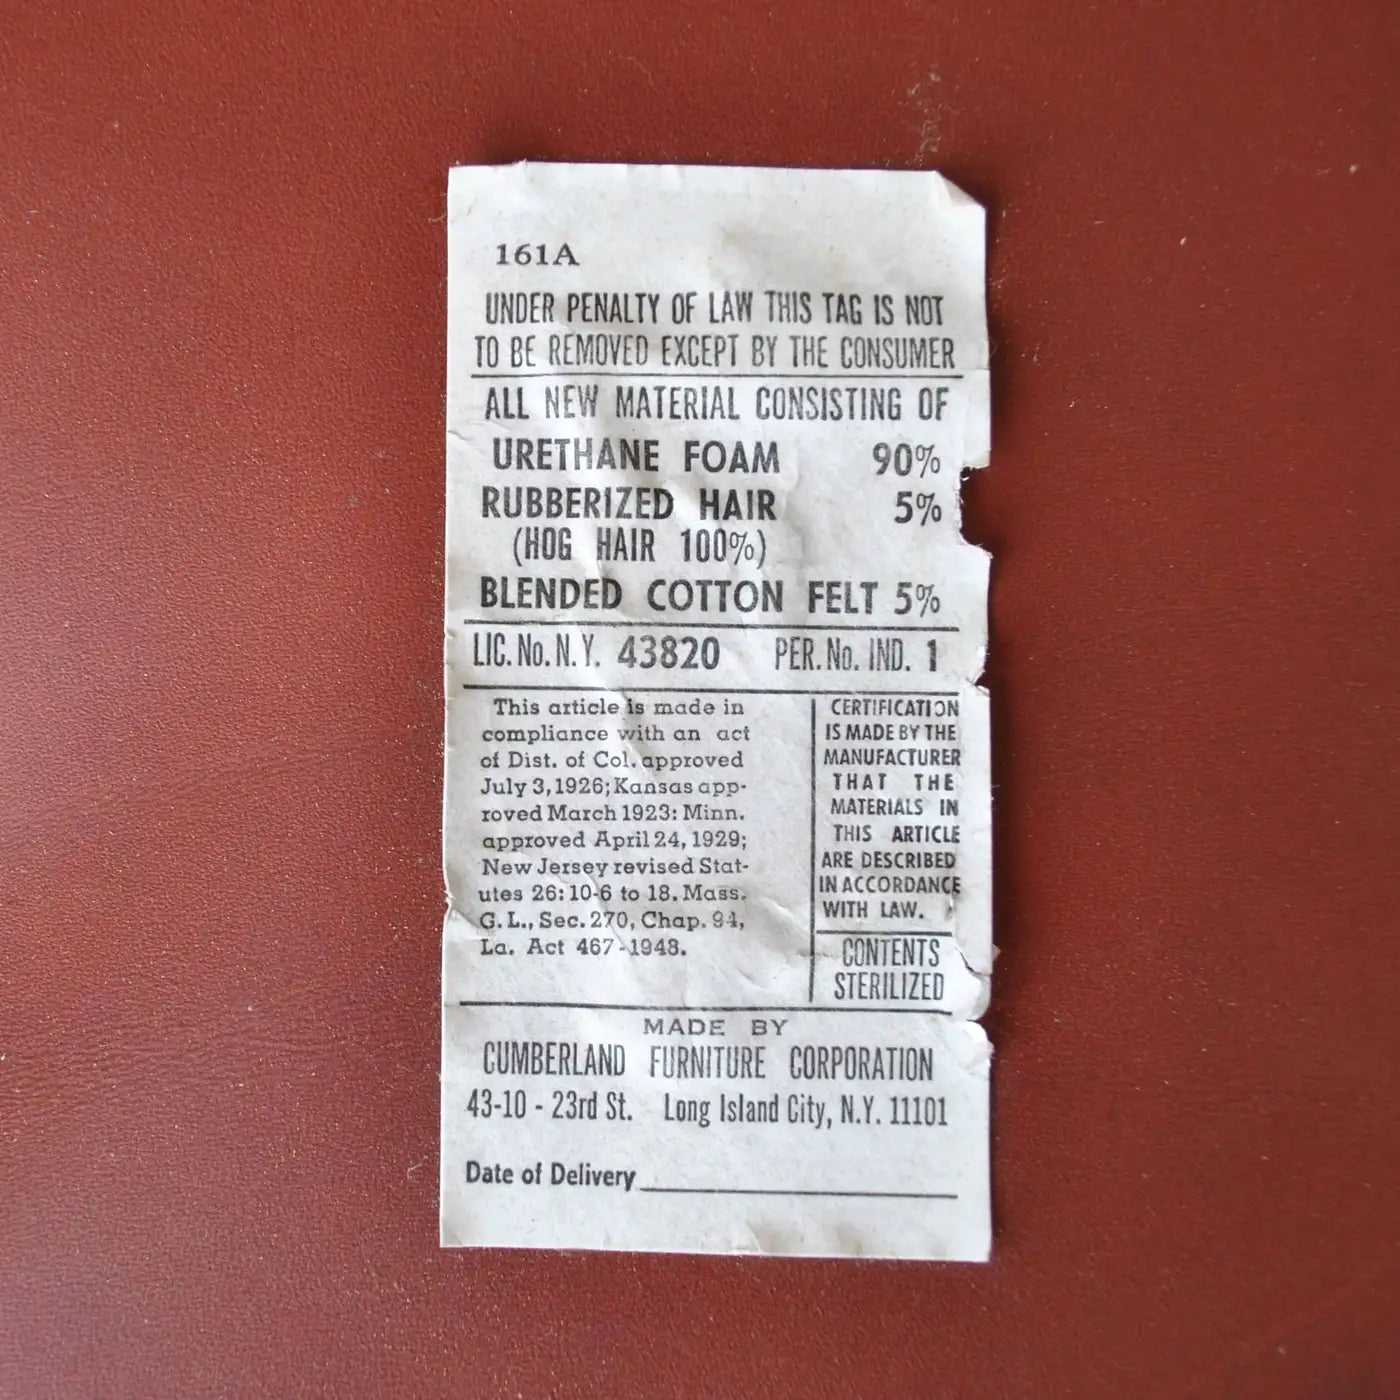 161A
UNDER PENALTY OF LAW THIS TAG IS NOT
TO BE REMOVED EXCEPT BY THE CONSUMER
ALL NEW MATERIAL CONSISTING OF
URETHANE FOAM 90%
RUBBERIZED HAIR 5%
(HOG HAIR 100%)
BLENDED COTTON FELT 5%
LIC. No. N.Y. 43820 PER. No. IND. 1
This article is made in
compliance with an act
of Dist. of Col. approved
July 3, 1926; Kansas app-
roved March 1923: Minn.
approved April 24, 1929;
New Jersey revised Stat-
utes 26: 10-6 to 18. Mass.
G. L., Sec. 270, Chap. 94,
La. Act 467-1948.
CERTIFICATION
IS MADE BY THE
MANUFACTURER
THAT THE
MATERIALS IN
THIS ARTICLE
ARE DESCRIBED
IN ACCORDANCE
WITH LAW.
CONTENTS
STERILIZED
MADE BY
CUMBERLAND FURNITURE CORPORATION
43-10 - 23rd St. Long Island City, N.Y. 11101
Date of Delivery